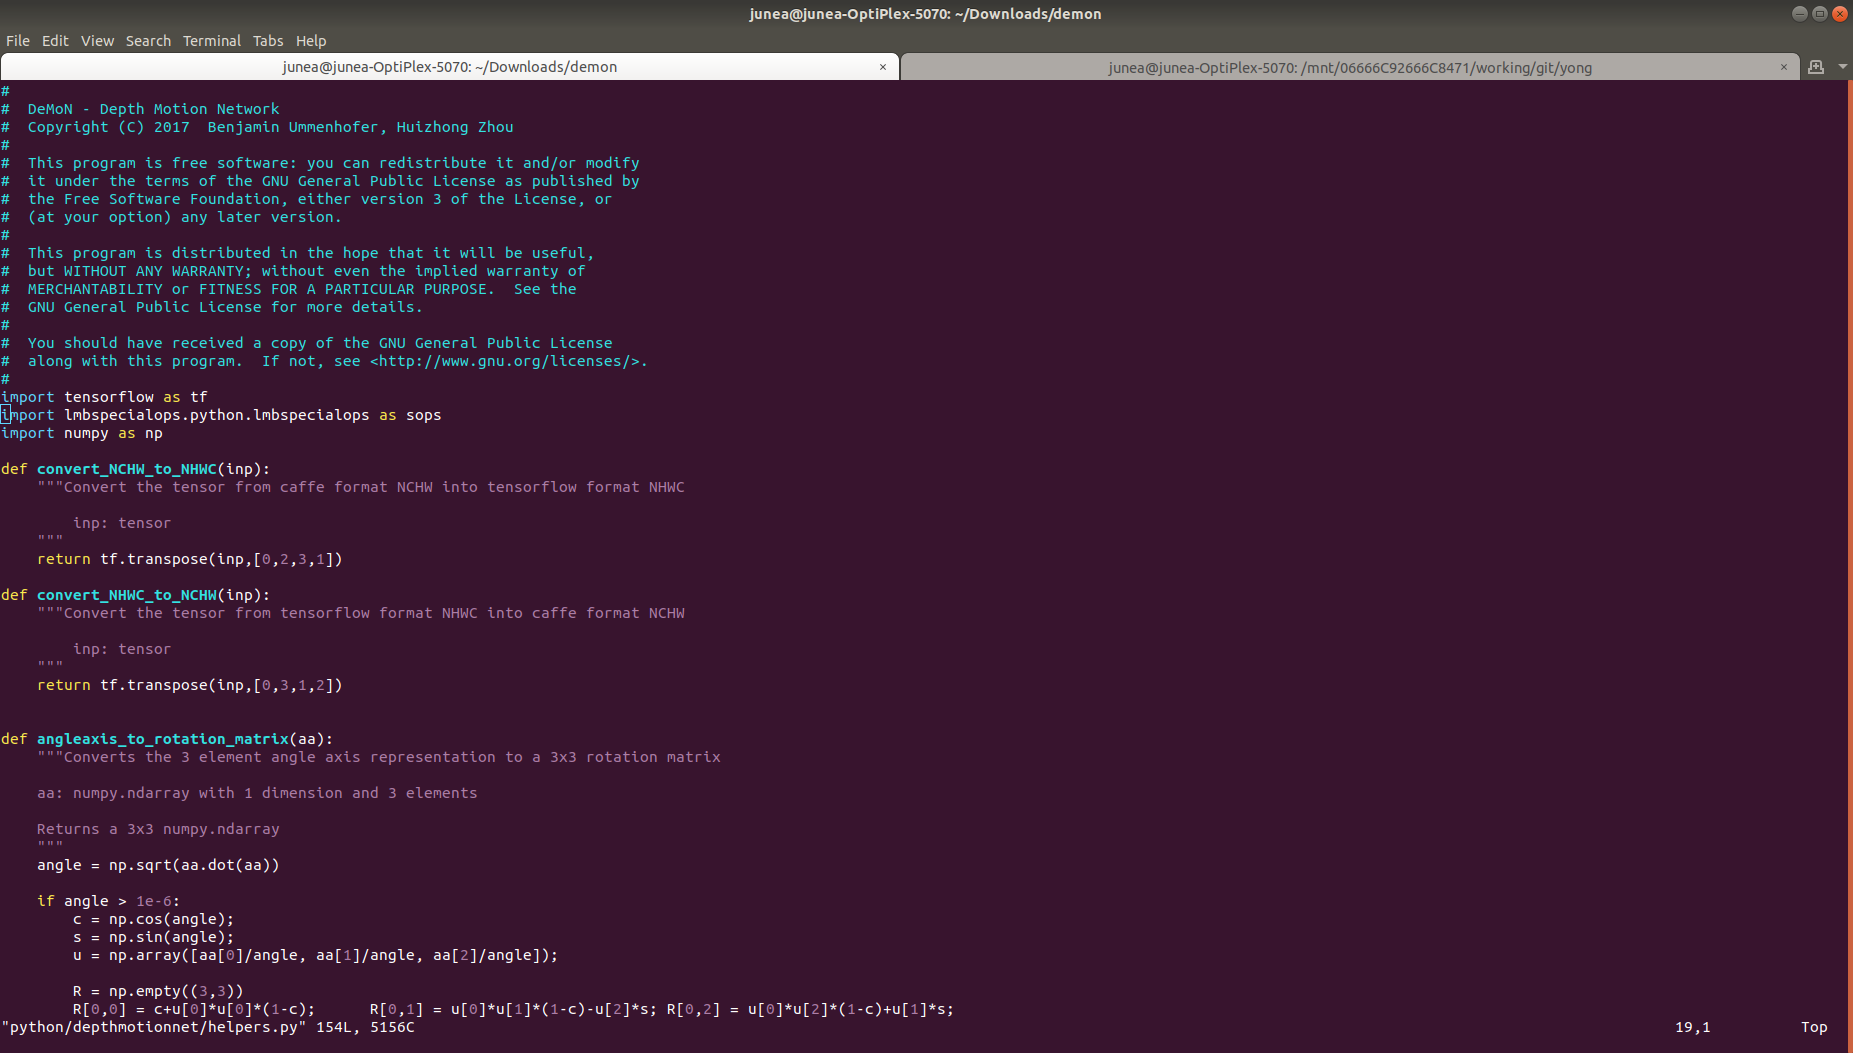 junea@junea-OptiPlex-5070: ~/Downloads/demon
File Edit View Search Terminal Tabs Help
junea@junea-OptiPlex-5070: ~/Downloads/demon × junea@junea-OptiPlex-5070: /mnt/06666C92666C8471/working/git/yong ×
#
#  DeMoN - Depth Motion Network
#  Copyright (C) 2017  Benjamin Ummenhofer, Huizhong Zhou
#
#  This program is free software: you can redistribute it and/or modify
#  it under the terms of the GNU General Public License as published by
#  the Free Software Foundation, either version 3 of the License, or
#  (at your option) any later version.
#
#  This program is distributed in the hope that it will be useful,
#  but WITHOUT ANY WARRANTY; without even the implied warranty of
#  MERCHANTABILITY or FITNESS FOR A PARTICULAR PURPOSE.  See the
#  GNU General Public License for more details.
#
#  You should have received a copy of the GNU General Public License
#  along with this program.  If not, see <http://www.gnu.org/licenses/>.
#
import tensorflow as tf
import lmbspecialops.python.lmbspecialops as sops
import numpy as np
def convert_NCHW_to_NHWC(inp):
    """Convert the tensor from caffe format NCHW into tensorflow format NHWC
        inp: tensor
    """
    return tf.transpose(inp,[0,2,3,1])
def convert_NHWC_to_NCHW(inp):
    """Convert the tensor from tensorflow format NHWC into caffe format NCHW
        inp: tensor
    """
    return tf.transpose(inp,[0,3,1,2])
def angleaxis_to_rotation_matrix(aa):
    """Converts the 3 element angle axis representation to a 3x3 rotation matrix
    aa: numpy.ndarray with 1 dimension and 3 elements
    Returns a 3x3 numpy.ndarray
    """
    angle = np.sqrt(aa.dot(aa))
    if angle > 1e-6:
        c = np.cos(angle);
        s = np.sin(angle);
        u = np.array([aa[0]/angle, aa[1]/angle, aa[2]/angle]);
        R = np.empty((3,3))
        R[0,0] = c+u[0]*u[0]*(1-c);      R[0,1] = u[0]*u[1]*(1-c)-u[2]*s; R[0,2] = u[0]*u[2]*(1-c)+u[1]*s;
"python/depthmotionnet/helpers.py" 154L, 5156C 19,1 Top